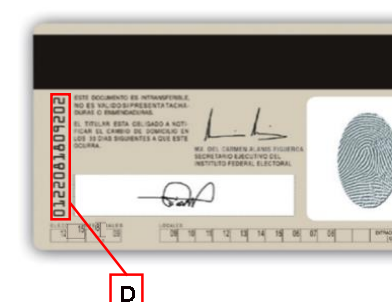 0122081809202
ESTE DOCUMENTO ES INTRANSFERIBLE,
NO ES VALIDO SI PRESENTA TACHA-
DURAS O ENMENDADURAS.
EL TITULAR ESTA OBLIGADO A NOTI-
FICAR EL CAMBIO DE DOMICILIO EN
LOS 30 DIAS SIGUIENTES A QUE ESTE
OCURRA.
MA. DEL CARMEN ALANIS FIGUEROA
SECRETARIO EJECUTIVO DEL
INSTITUTO FEDERAL ELECTORAL
09 10 11 12 13 14 15 06 07 08
D